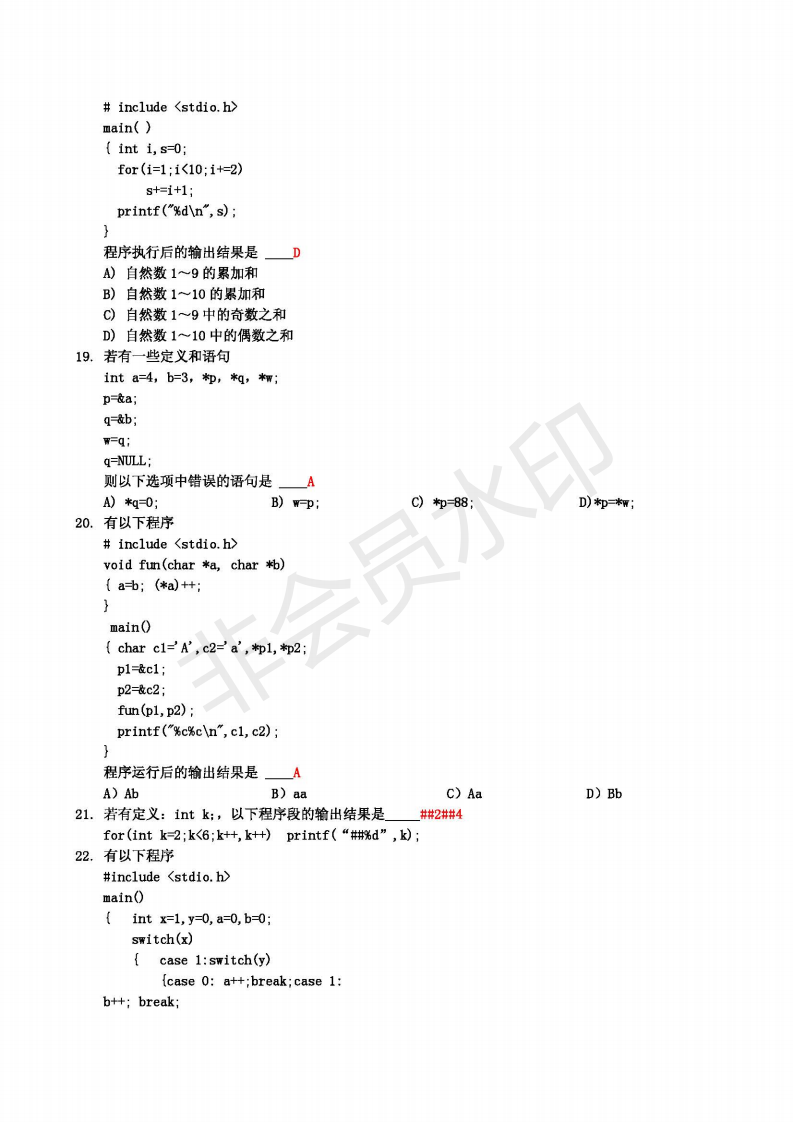 # include <stdio.h>
main( )
{ int i,s=0;
for(i=1;i<10;i+=2)
s+=i+1;
printf("%d\n",s);
}
程序执行后的输出结果是 ____D
A) 自然数 1～9 的累加和
B) 自然数 1～10 的累加和
C) 自然数 1～9 中的奇数之和
D) 自然数 1～10 中的偶数之和
19. 若有一些定义和语句
int a=4, b=3, *p, *q, *w;
p=&a;
q=&b;
w=q;
q=NULL;
则以下选项中错误的语句是 ____A
A) *q=0; B) w=p; C) *p=88; D)*p=*w;
20. 有以下程序
# include <stdio.h>
void fun(char *a, char *b)
{ a=b; (*a)++;
}
main()
{ char c1='A',c2='a',*p1,*p2;
p1=&c1;
p2=&c2;
fun(p1,p2);
printf("%c%c\n",c1,c2);
}
程序运行后的输出结果是 ____A
A）Ab B）aa C）Aa D）Bb
21. 若有定义：int k;，以下程序段的输出结果是_____##2##4
for(int k=2;k<6;k++,k++) printf(“##%d”,k);
22. 有以下程序
#include <stdio.h>
main()
{ int x=1,y=0,a=0,b=0;
switch(x)
{ case 1:switch(y)
{case 0: a++;break;case 1:
b++; break;
非会员水印